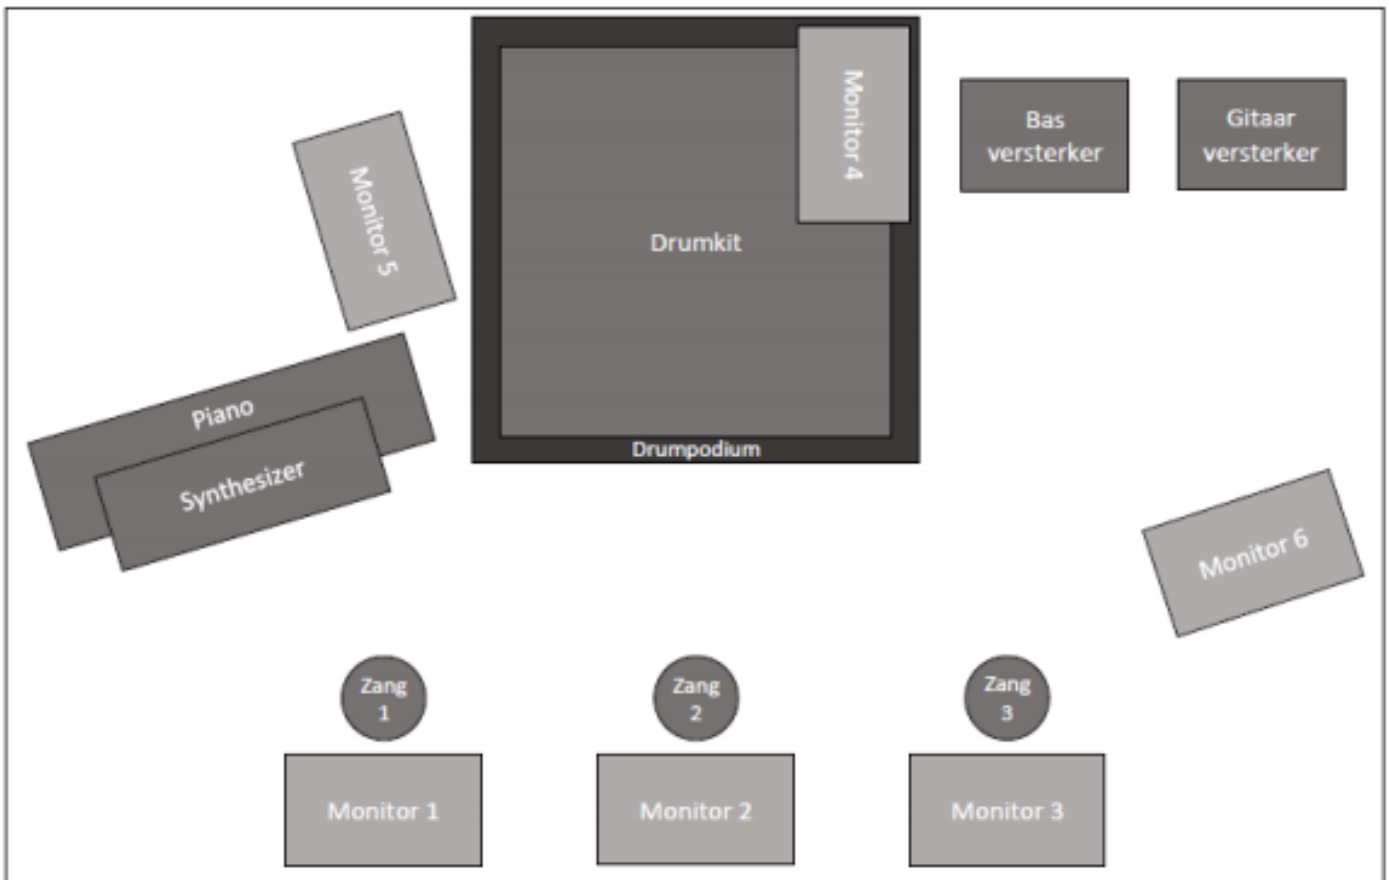 Monitor 4
Bas
versterker
Gitaar
versterker
Monitor 5
Drumkit
Piano
Drumpodium
Synthesizer
Monitor 6
Zang
1
Zang
2
Zang
3
Monitor 1
Monitor 2
Monitor 3